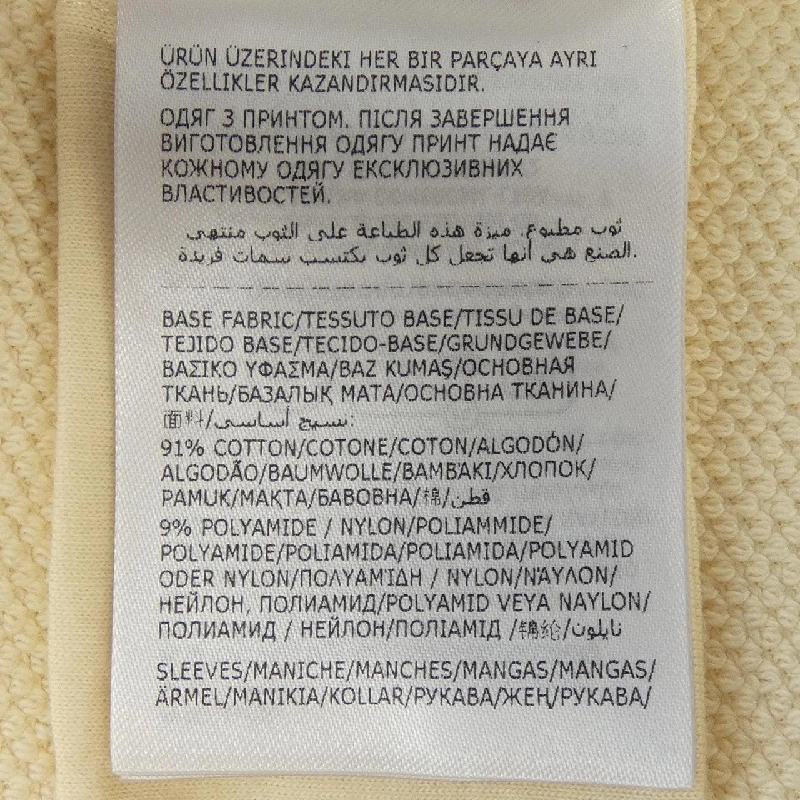 ÜRÜN ÜZERINDEKI HER BIR PARÇAYA AYRI
ÖZELLIKLER KAZANDIRMASIDIR.
ОДЯГ З ПРИНТОМ. ПІСЛЯ ЗАВЕРШЕННЯ
ВИГОТОВЛЕННЯ ОДЯГУ ПРИНТ НАДАЄ
КОЖНОМУ ОДЯГУ ЕКСКЛЮЗИВНИХ
ВЛАСТИВОСТЕЙ.
ثوب مطبوع. ميزة هذه الطباعة على الثوب منتهي
الصنع هي أنها تجعل كل ثوب يكتسب سمات فريدة.
BASE FABRIC/TESSUTO BASE/TISSU DE BASE/
TEJIDO BASE/TECIDO-BASE/GRUNDGEWEBE/
ΒΑΣΙΚΟ ΥΦΑΣΜΑ/BAZ KUMAŞ/ОСНОВНАЯ
ТКАНЬ/БАЗАЛЫҚ МАТА/ОСНОВНА ТКАНИНА/
面料/نسيج أساسي:
91% COTTON/COTONE/COTON/ALGODÓN/
ALGODÃO/BAUMWOLLE/ΒΑΜΒΆΚΙ/ХЛОПОК/
PAMUK/МАҚТА/БАВОВНА/棉/قطن
9% POLYAMIDE / NYLON/POLIAMMIDE/
POLYAMIDE/POLIAMIDA/POLIAMIDA/POLYAMID
ODER NYLON/ΠΟΛΥΑΜΊΔΗ / NYLON/ΝΆΥΛΟΝ/
НЕЙЛОН, ПОЛИАМИД/POLYAMID VEYA NAYLON/
ПОЛИАМИД / НЕЙЛОН/ПОЛІАМІД /锦纶/نايلون
SLEEVES/MANICHE/MANCHES/MANGAS/MANGAS/
ÄRMEL/ΜΑΝΙΚΙΑ/KOLLAR/РУКАВА/ЖЕҢ/РУКАВА/